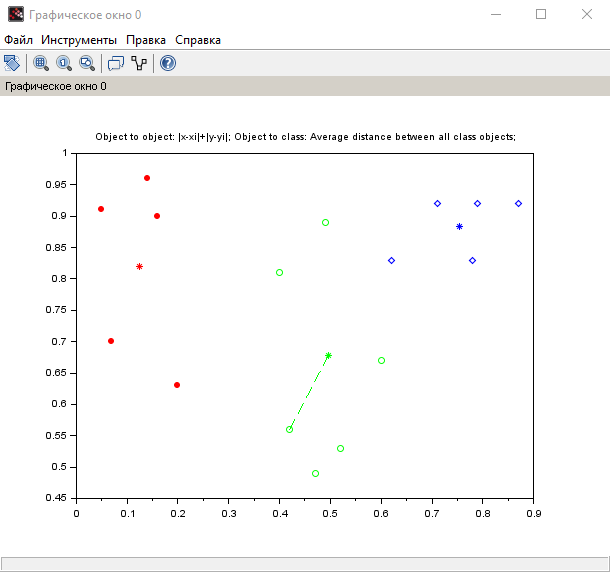 Графическое окно 0
Файл Инструменты Правка Справка
Графическое окно 0
Object to object: |x-xi|+|y-yi|; Object to class: Average distance between all class objects;
1
0.95
0.9
0.85
0.8
0.75
0.7
0.65
0.6
0.55
0.5
0.45
0 0.1 0.2 0.3 0.4 0.5 0.6 0.7 0.8 0.9